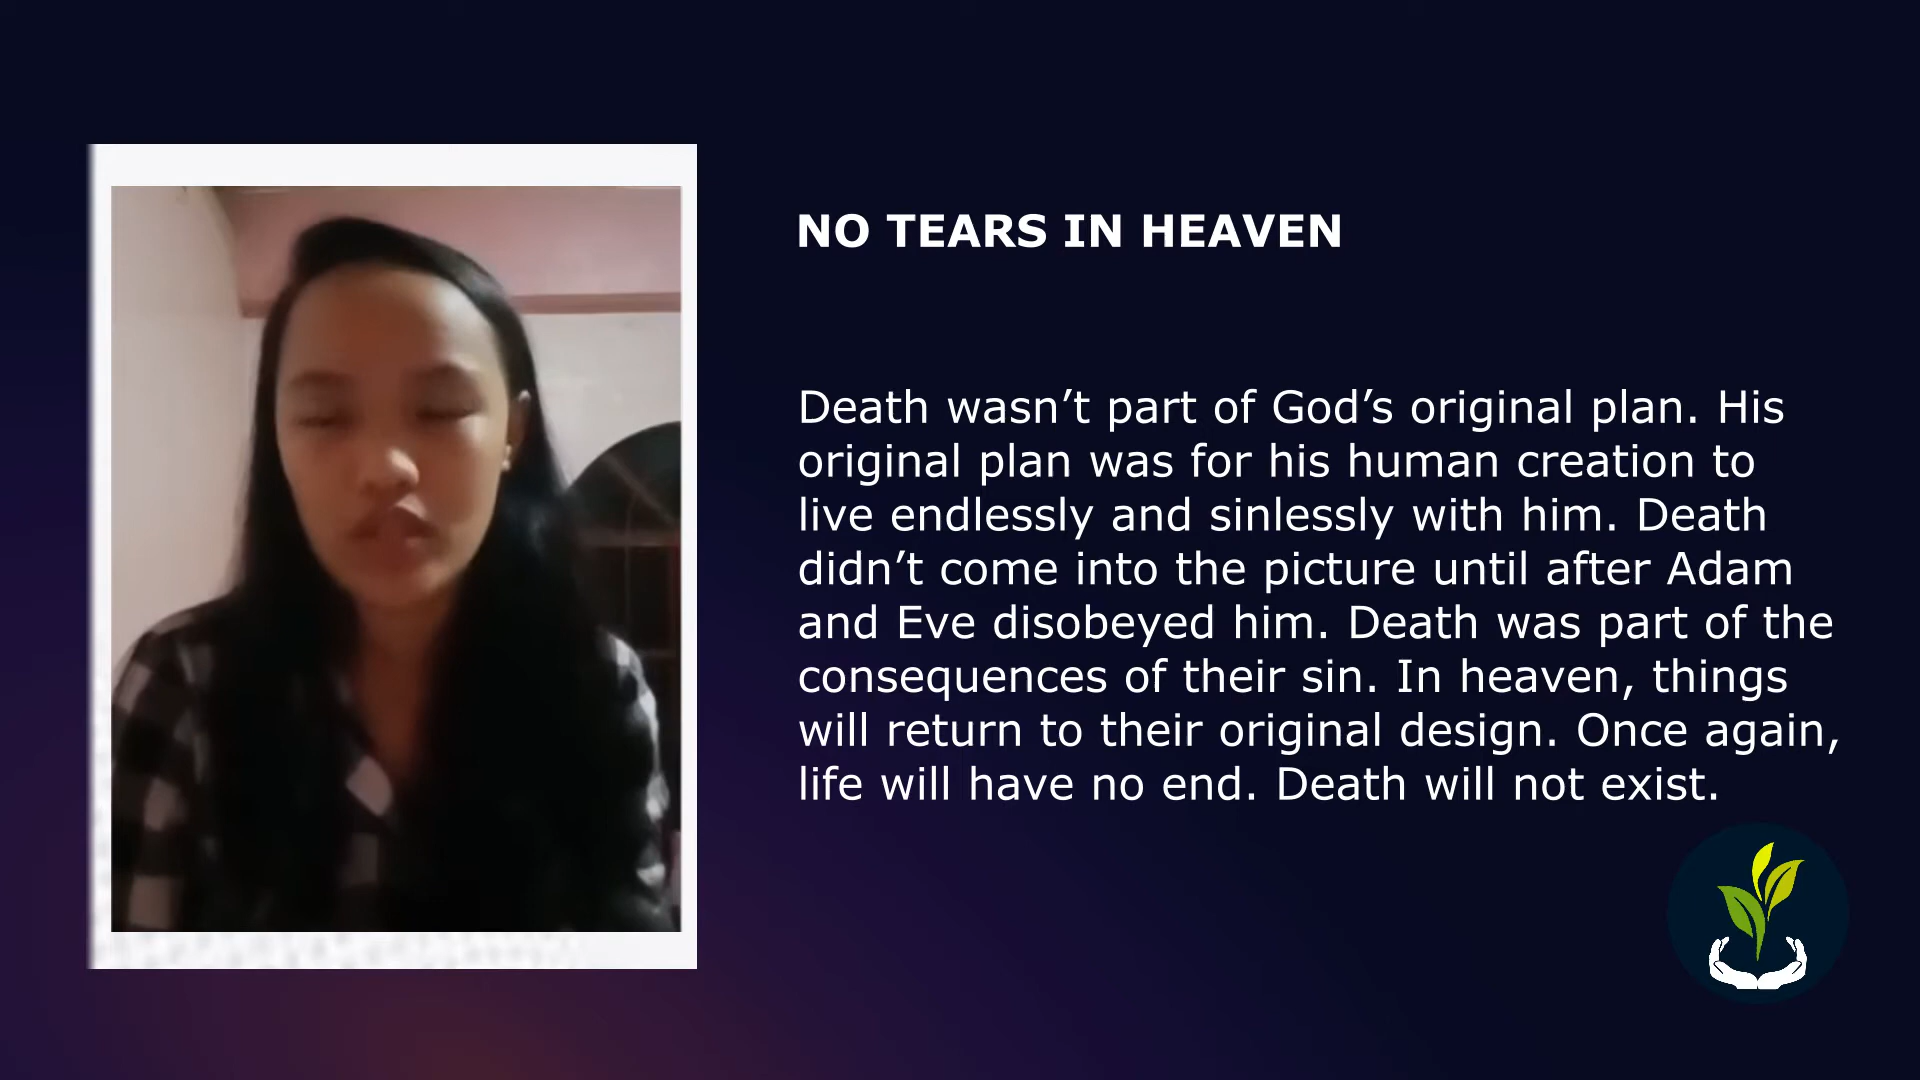 NO TEARS IN HEAVEN
Death wasn’t part of God’s original plan. His
original plan was for his human creation to
live endlessly and sinlessly with him. Death
didn’t come into the picture until after Adam
and Eve disobeyed him. Death was part of the
consequences of their sin. In heaven, things
will return to their original design. Once again,
life will have no end. Death will not exist.